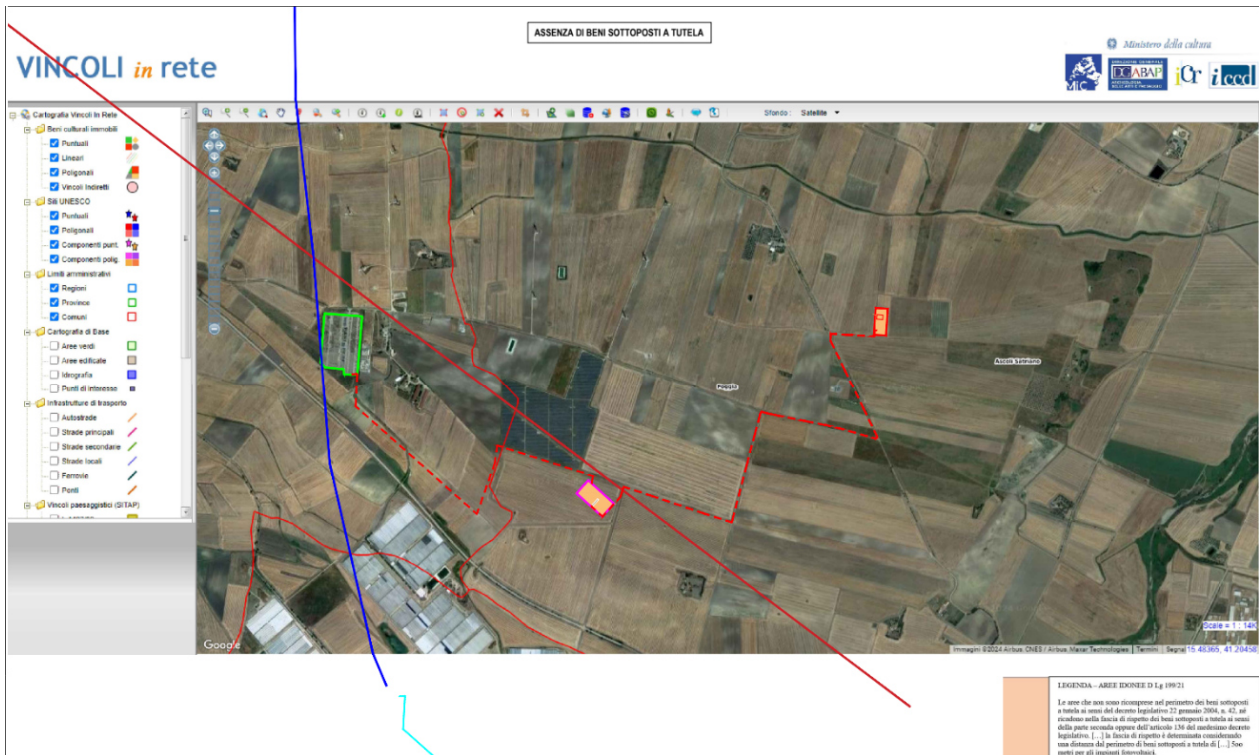 ASSENZA DI BENI SOTTOPOSTI A TUTELA
VINCOLI in rete
Ministero della cultura
MIC
DIREZIONE GENERALE
DG ABAP
iCr
iccd
Cartografia Vincoli In Rete
Sfondo: Satellite
Beni culturali immobili
Puntuali
Lineari
Poligonali
Vincoli Indiretti
Siti UNESCO
Puntuali
Poligonali
Componenti punt.
Componenti polig.
Limiti amministrativi
Regioni
Province
Comuni
Cartografia di Base
Aree verdi
Aree edificate
Idrografia
Punti di interesse
Infrastrutture di trasporto
Autostrade
Strade principali
Strade secondarie
Strade locali
Ferrovie
Ponti
Vincoli paesaggistici (SITAP)
Ascoli Satriano
Foggia
Google
Scale = 1 : 14K
Immagini ©2024 Airbus, CNES / Airbus, Maxar Technologies Termini Segna 15.48365, 41.20458
LEGENDA – AREE IDONEE D Lg 199/21
Le aree che non sono ricomprese nel perimetro dei beni sottoposti
a tutela ai sensi del decreto legislativo 22 gennaio 2004, n. 42, né
ricadono nella fascia di rispetto dei beni sottoposti a tutela ai sensi
della parte seconda oppure dell'articolo 136 del medesimo decreto
legislativo. [...] la fascia di rispetto è determinata considerando
una distanza dal perimetro di beni sottoposti a tutela di [...] 500
metri per gli impianti fotovoltaici.